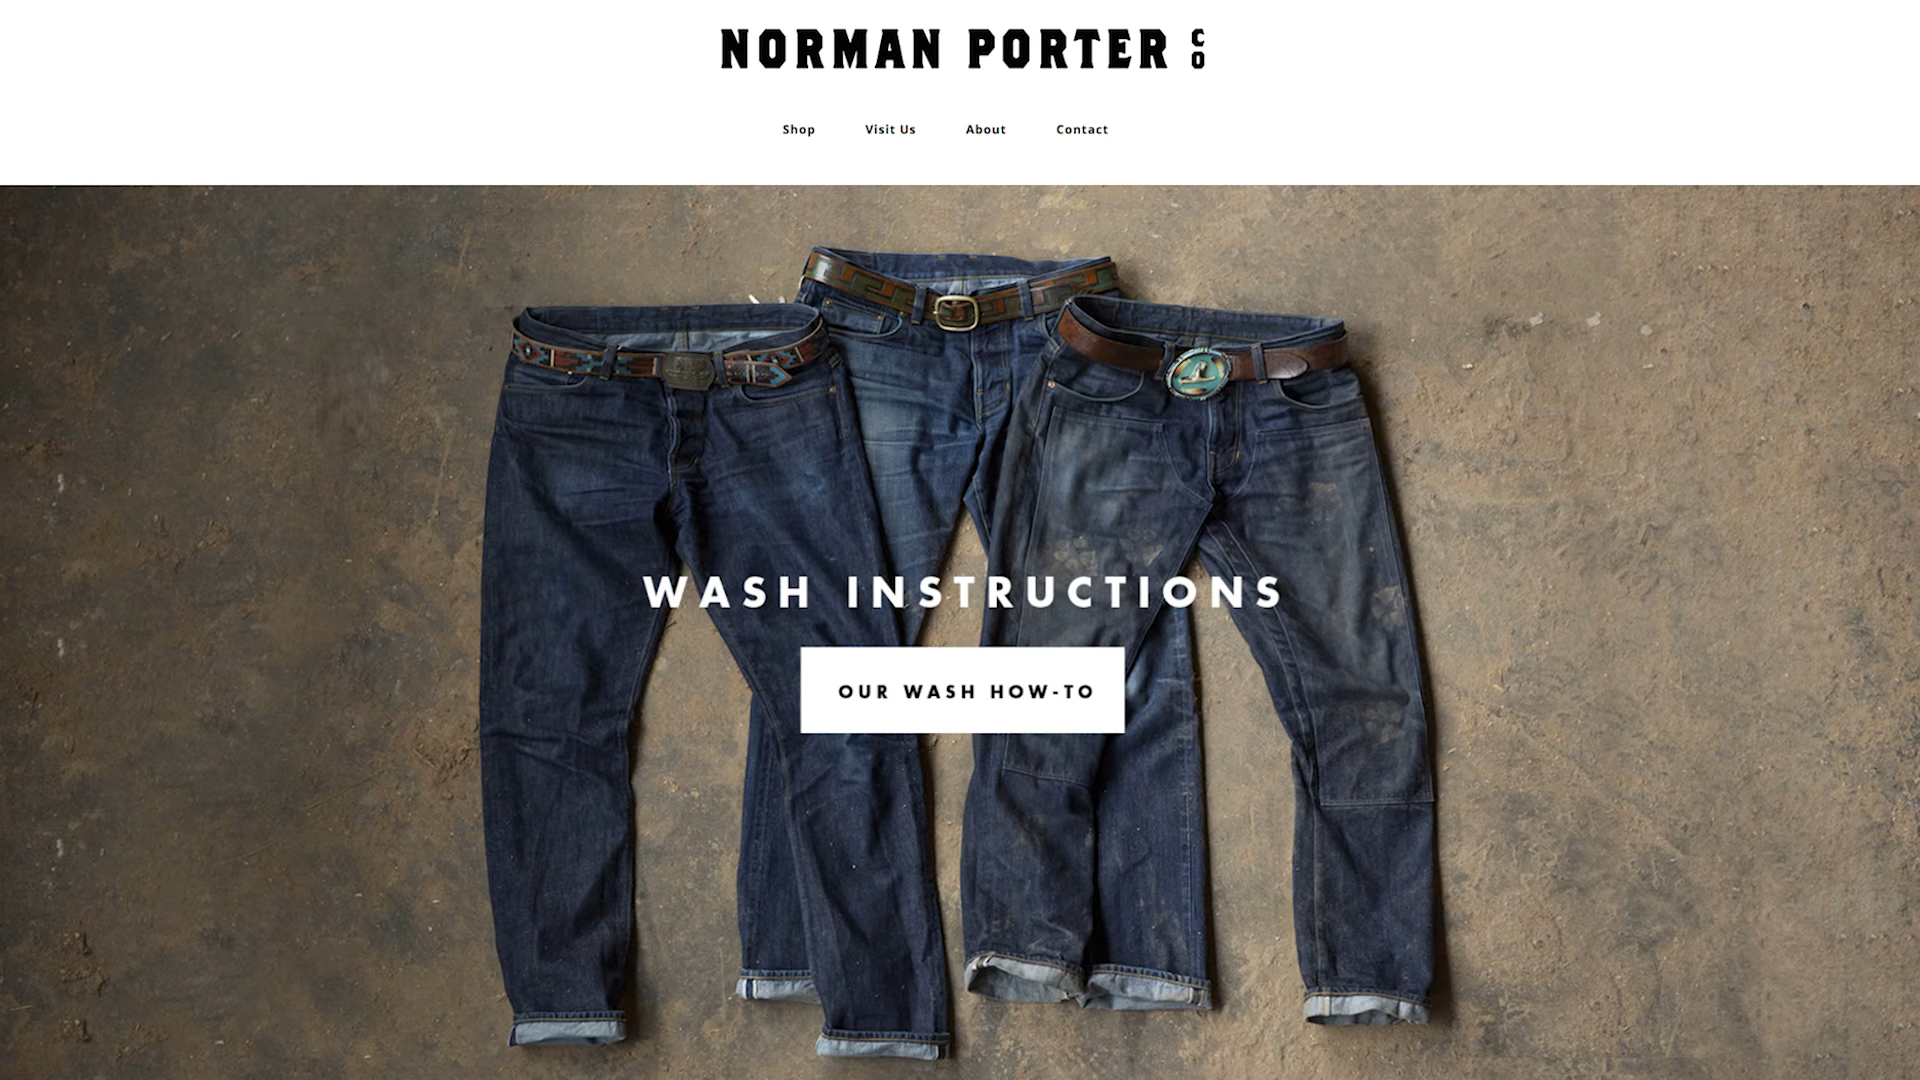 NORMAN PORTER CO
Shop Visit Us About Contact
WASH INSTRUCTIONS
OUR WASH HOW-TO